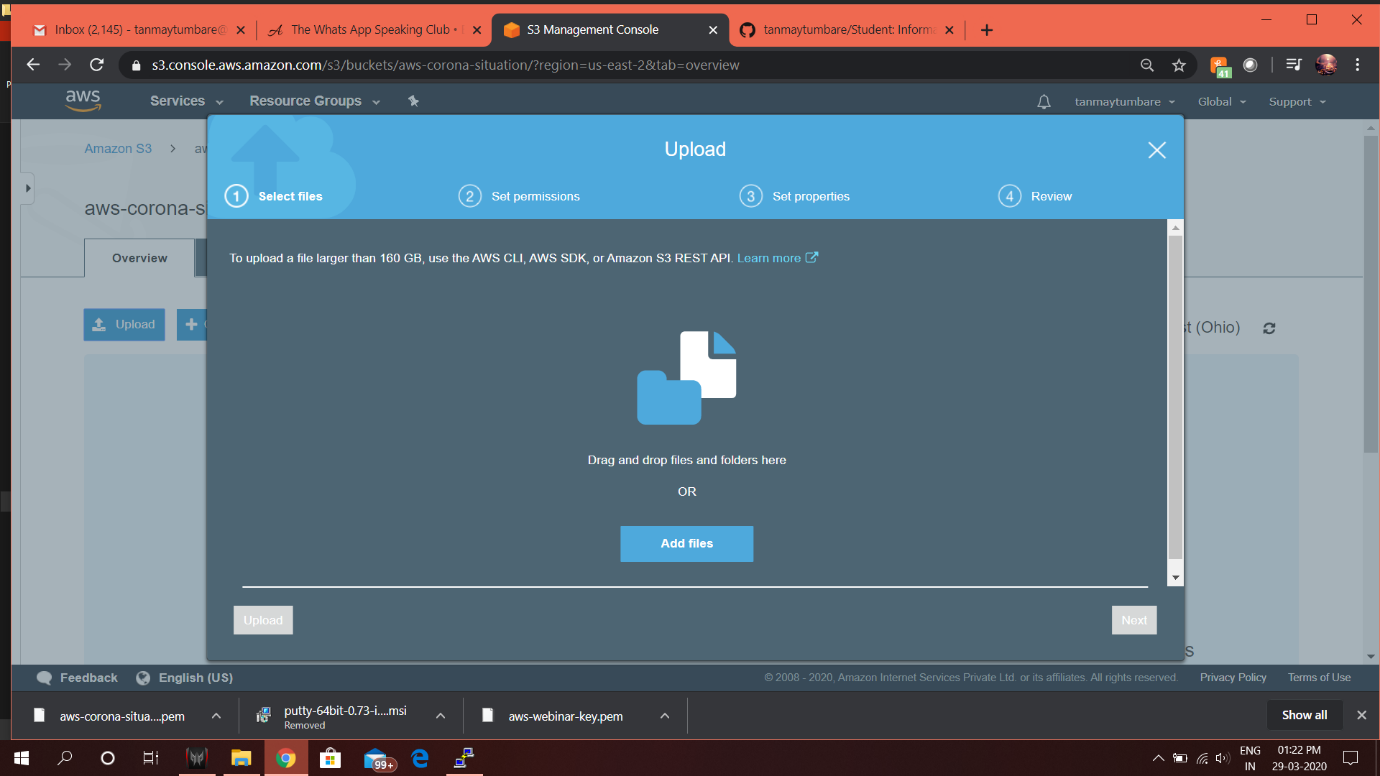 Inbox (2,145) - tanmaytumbare@
The Whats App Speaking Club •
S3 Management Console
tanmaytumbare/Student: Inform
s3.console.aws.amazon.com/s3/buckets/aws-corona-situation/?region=us-east-2&tab=overview
41
aws
Services
Resource Groups
tanmaytumbare
Global
Support
Amazon S3
aws-corona-s
Overview
Upload
st (Ohio)
Upload
1 Select files
2 Set permissions
3 Set properties
4 Review
To upload a file larger than 160 GB, use the AWS CLI, AWS SDK, or Amazon S3 REST API. Learn more
Drag and drop files and folders here
OR
Add files
Upload
Next
Feedback
English (US)
© 2008 - 2020, Amazon Internet Services Private Ltd. or its affiliates. All rights reserved.
Privacy Policy
Terms of Use
aws-corona-situa....pem
putty-64bit-0.73-i....msi
Removed
aws-webinar-key.pem
Show all
99+
ENG
IN
01:22 PM
29-03-2020